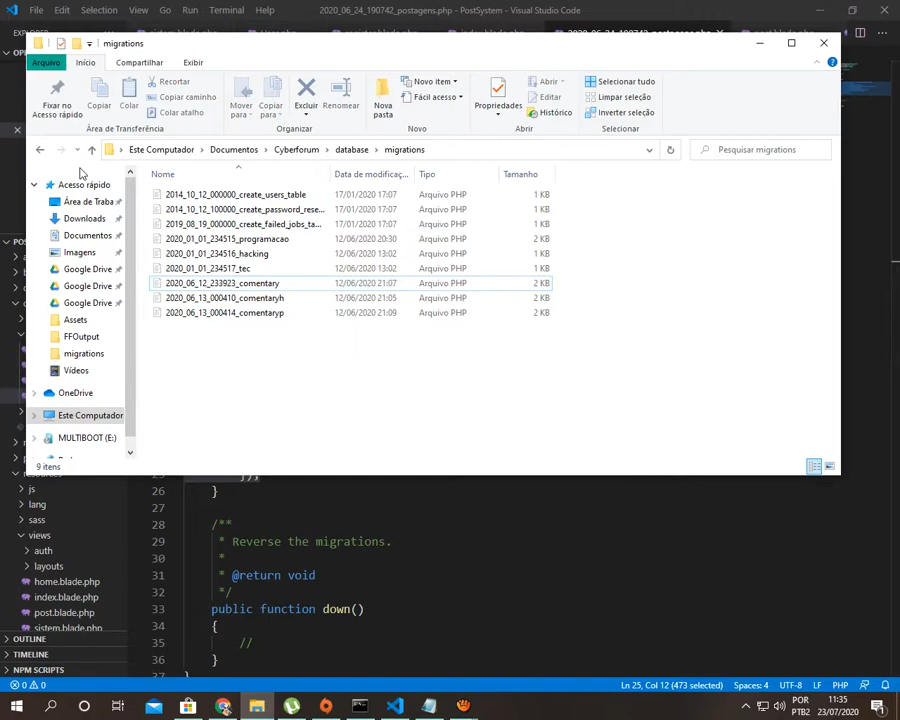 File Edit Selection View Go Run Terminal Help 2020_06_24_190742_postagens.php - PostSystem - Visual Studio Code
migrations
Arquivo Início Compartilhar Exibir
Fixar no Acesso rápido
Copiar
Colar
Recortar
Copiar caminho
Colar atalho
Área de Transferência
Mover para
Copiar para
Excluir
Renomear
Organizar
Nova pasta
Novo item
Fácil acesso
Novo
Propriedades
Abrir
Editar
Histórico
Abrir
Selecionar tudo
Limpar seleção
Inverter seleção
Selecionar
Este Computador > Documentos > Cyberforum > database > migrations
Pesquisar migrations
Nome Data de modificaç... Tipo Tamanho
2014_10_12_000000_create_users_table 17/01/2020 17:07 Arquivo PHP 1 KB
2014_10_12_100000_create_password_rese... 17/01/2020 17:07 Arquivo PHP 1 KB
2019_08_19_000000_create_failed_jobs_ta... 17/01/2020 17:07 Arquivo PHP 1 KB
2020_01_01_234515_programacao 12/06/2020 20:30 Arquivo PHP 2 KB
2020_01_01_234516_hacking 12/06/2020 13:02 Arquivo PHP 1 KB
2020_01_01_234517_tec 12/06/2020 13:02 Arquivo PHP 1 KB
2020_06_12_233923_comentary 12/06/2020 21:07 Arquivo PHP 2 KB
2020_06_13_000410_comentaryh 12/06/2020 21:05 Arquivo PHP 2 KB
2020_06_13_000414_comentaryp 12/06/2020 21:09 Arquivo PHP 2 KB
Acesso rápido
Área de Traba
Downloads
Documentos
Imagens
Google Drive
Google Drive
Google Drive
Assets
FFOutput
migrations
Vídeos
OneDrive
Este Computador
MULTIBOOT (E:)
9 itens
js
lang
sass
views
auth
layouts
home.blade.php
index.blade.php
post.blade.php
sistem.blade.php
OUTLINE
TIMELINE
NPM SCRIPTS
26 }
27
28 /**
29 * Reverse the migrations.
30 *
31 * @return void
32 */
33 public function down()
34 {
35 //
36 }
37 }
0 0 Ln 25, Col 12 (473 selected) Spaces: 4 UTF-8 LF PHP
POR 11:35
PTB2 23/07/2020